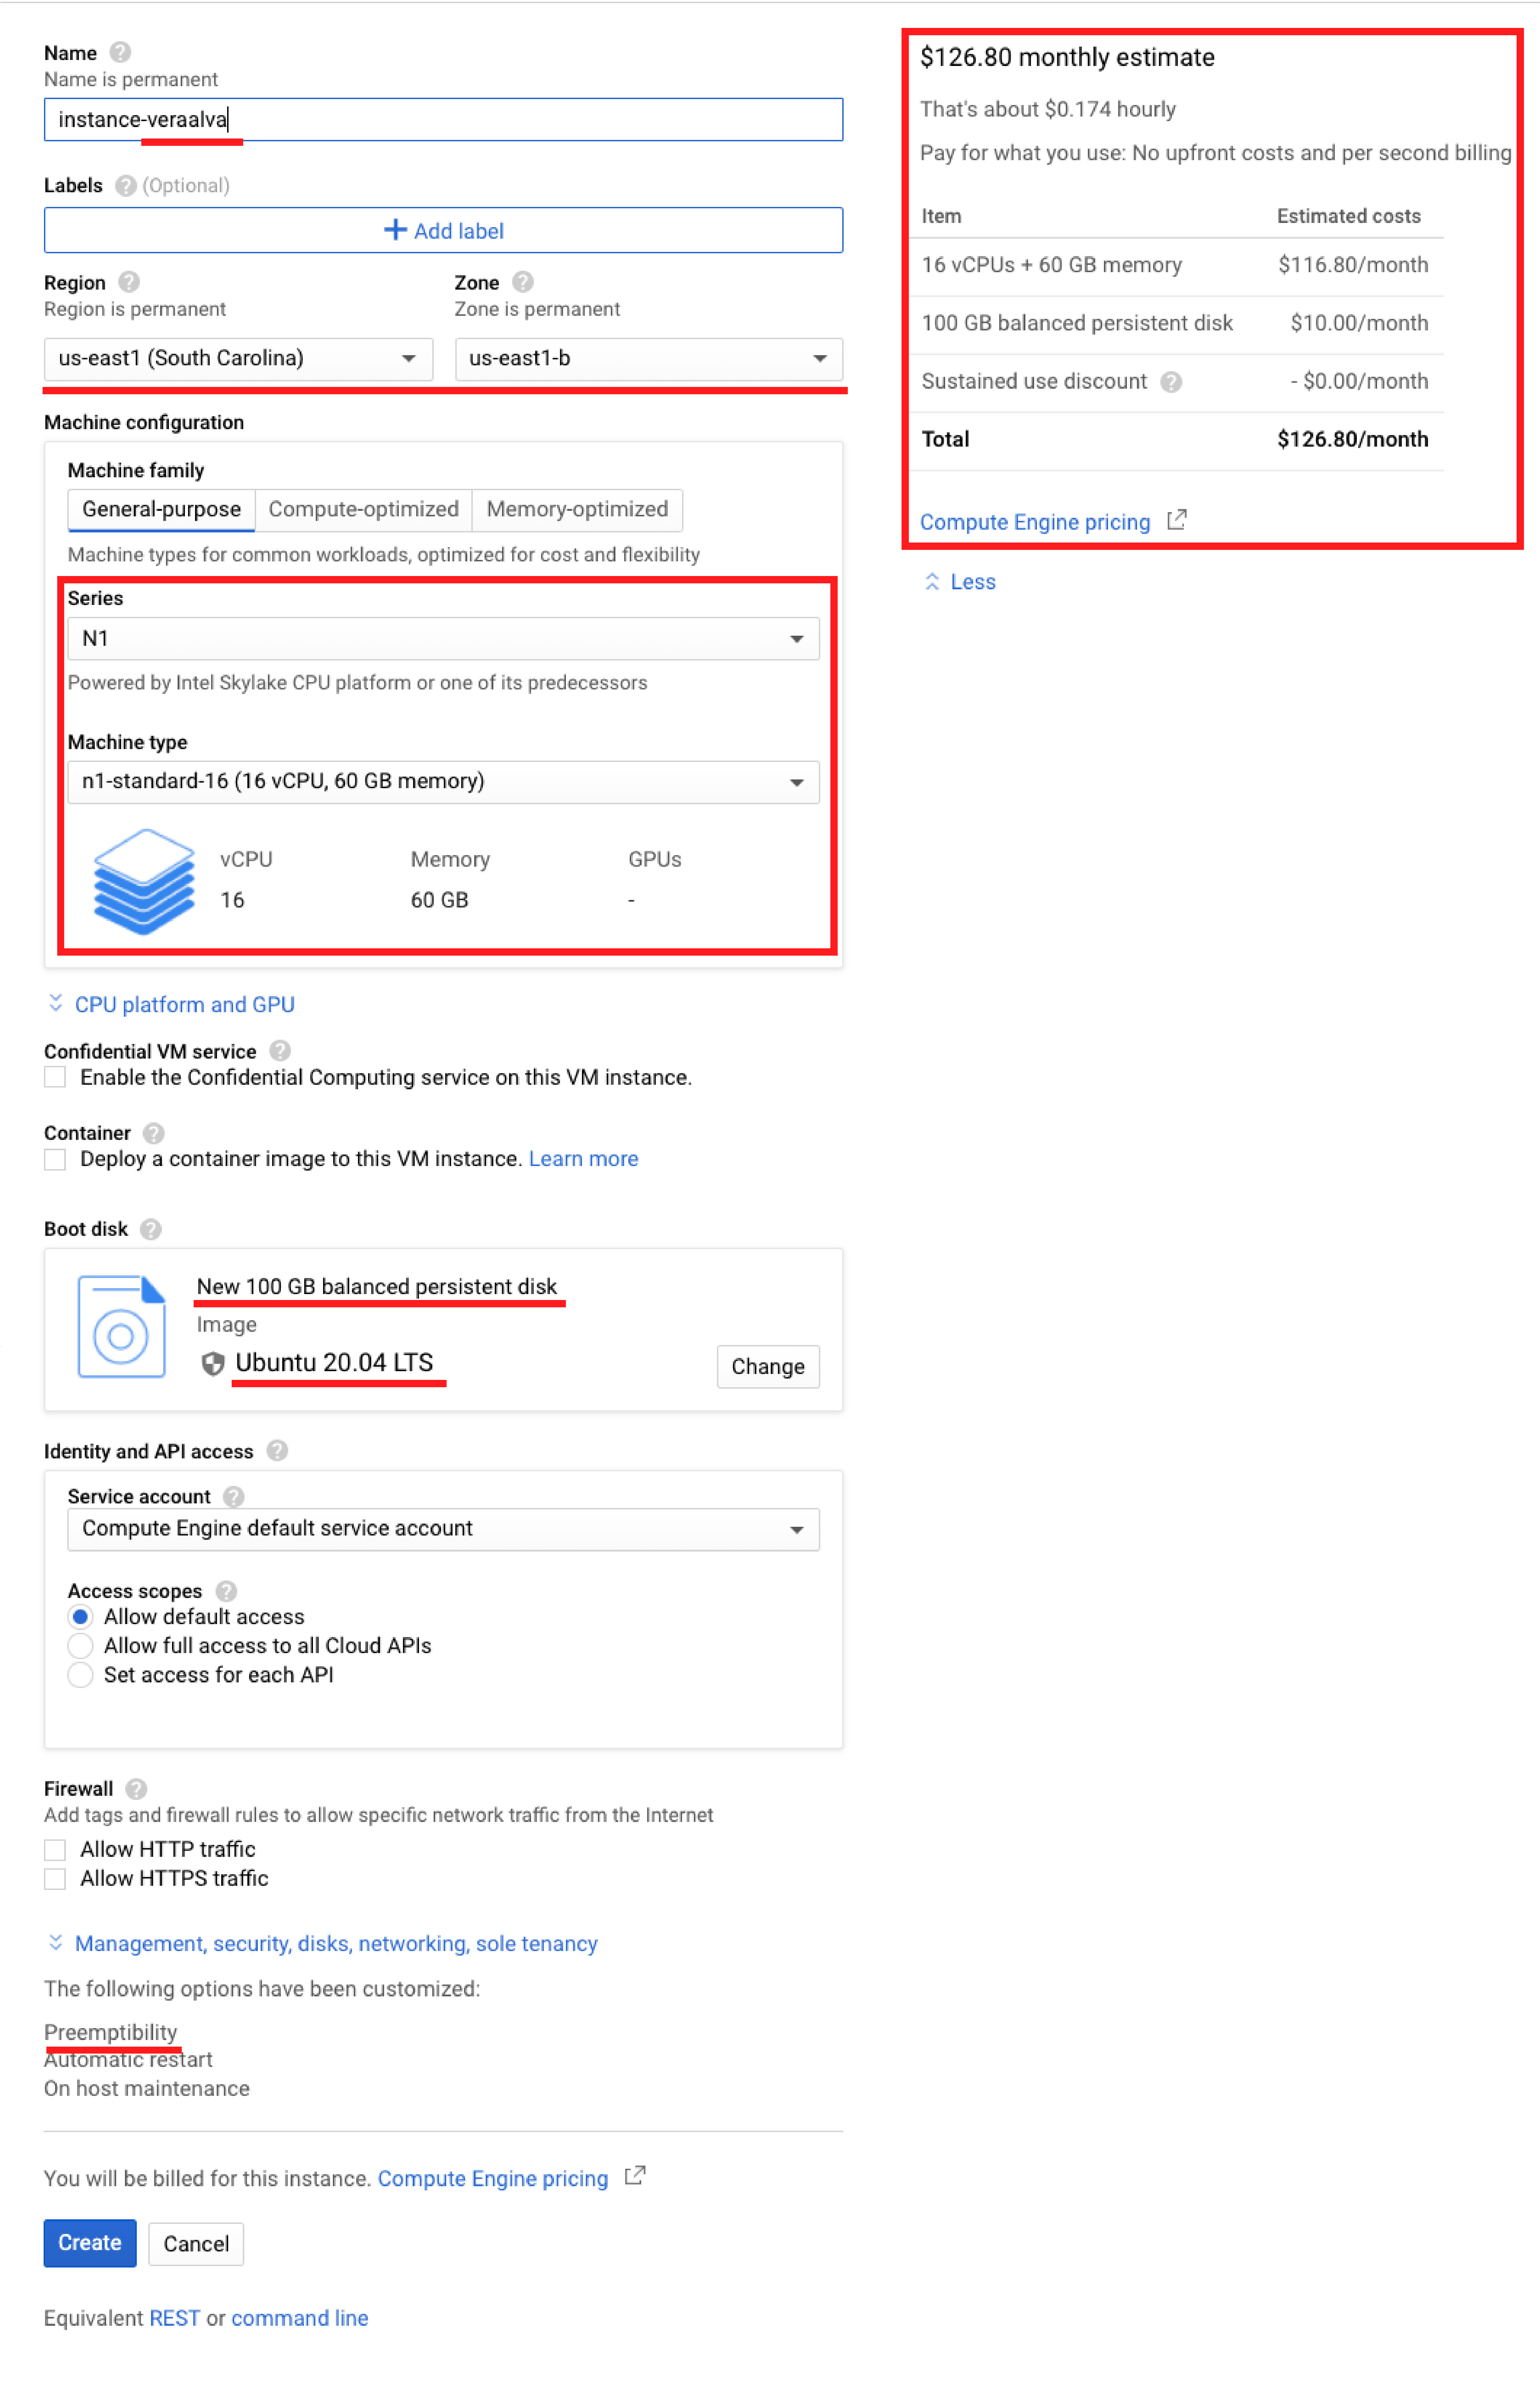 Name
Name is permanent
instance-veraalva
Labels (Optional)
Add label
Region
Region is permanent
us-east1 (South Carolina)
Zone
Zone is permanent
us-east1-b
Machine configuration
Machine family
General-purpose Compute-optimized Memory-optimized
Machine types for common workloads, optimized for cost and flexibility
Series
N1
Powered by Intel Skylake CPU platform or one of its predecessors
Machine type
n1-standard-16 (16 vCPU, 60 GB memory)
vCPU Memory GPUs
16 60 GB -
CPU platform and GPU
Confidential VM service
Enable the Confidential Computing service on this VM instance.
Container
Deploy a container image to this VM instance. Learn more
Boot disk
New 100 GB balanced persistent disk
Image
Ubuntu 20.04 LTS
Change
Identity and API access
Service account
Compute Engine default service account
Access scopes
Allow default access
Allow full access to all Cloud APIs
Set access for each API
Firewall
Add tags and firewall rules to allow specific network traffic from the Internet
Allow HTTP traffic
Allow HTTPS traffic
Management, security, disks, networking, sole tenancy
The following options have been customized:
Preemptibility
Automatic restart
On host maintenance
You will be billed for this instance. Compute Engine pricing
Create Cancel
Equivalent REST or command line
$126.80 monthly estimate
That's about $0.174 hourly
Pay for what you use: No upfront costs and per second billing
Item Estimated costs
16 vCPUs + 60 GB memory $116.80/month
100 GB balanced persistent disk $10.00/month
Sustained use discount - $0.00/month
Total $126.80/month
Compute Engine pricing
Less